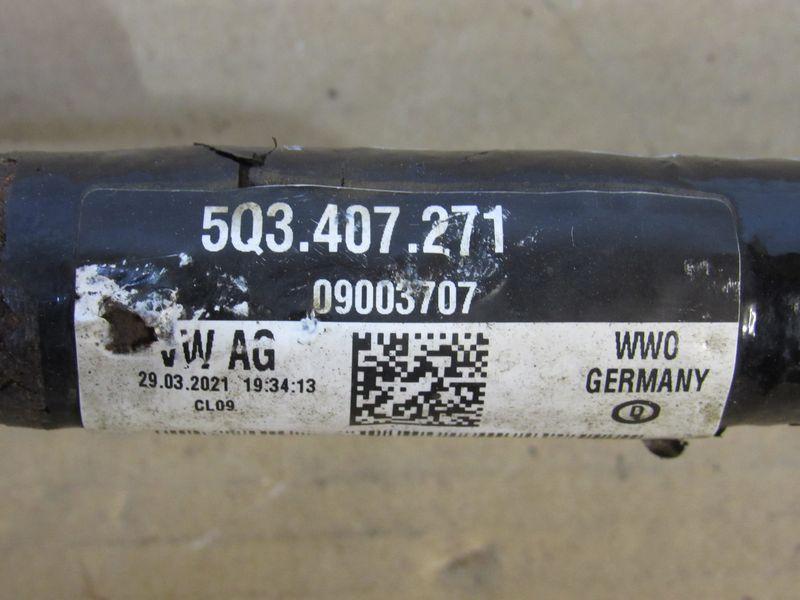 5Q3.407.271
09003707
VW AG
29.03.2021 19:34:13
CL09
WWO
GERMANY